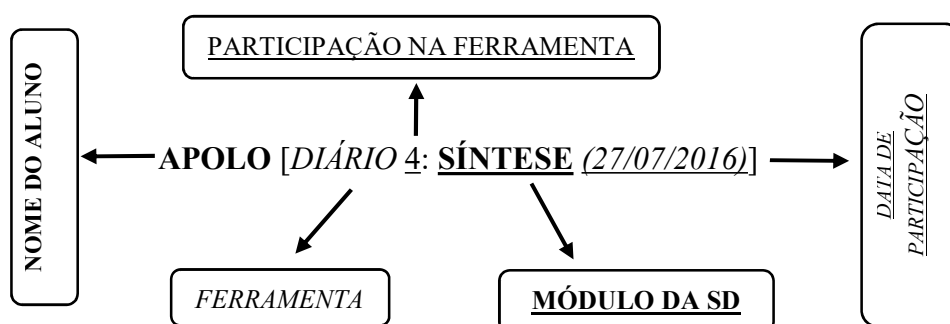 PARTICIPAÇÃO NA FERRAMENTA
NOME DO ALUNO
APOLO [DIÁRIO 4: SÍNTESE (27/07/2016)]
DATA DE
PARTICIPAÇÃO
FERRAMENTA
MÓDULO DA SD